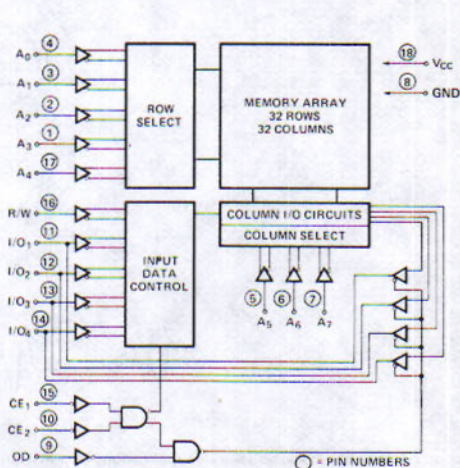 A0 4
A1 3
A2 2
A3 1
A4 17
ROW
SELECT
MEMORY ARRAY
32 ROWS
32 COLUMNS
18 VCC
8 GND
R/W 16
I/O1 11
I/O2 12
I/O3 13
I/O4 14
INPUT
DATA
CONTROL
COLUMN I/O CIRCUITS
COLUMN SELECT
5 6 7
A5 A6 A7
CE1 15
CE2 10
OD 9
= PIN NUMBERS